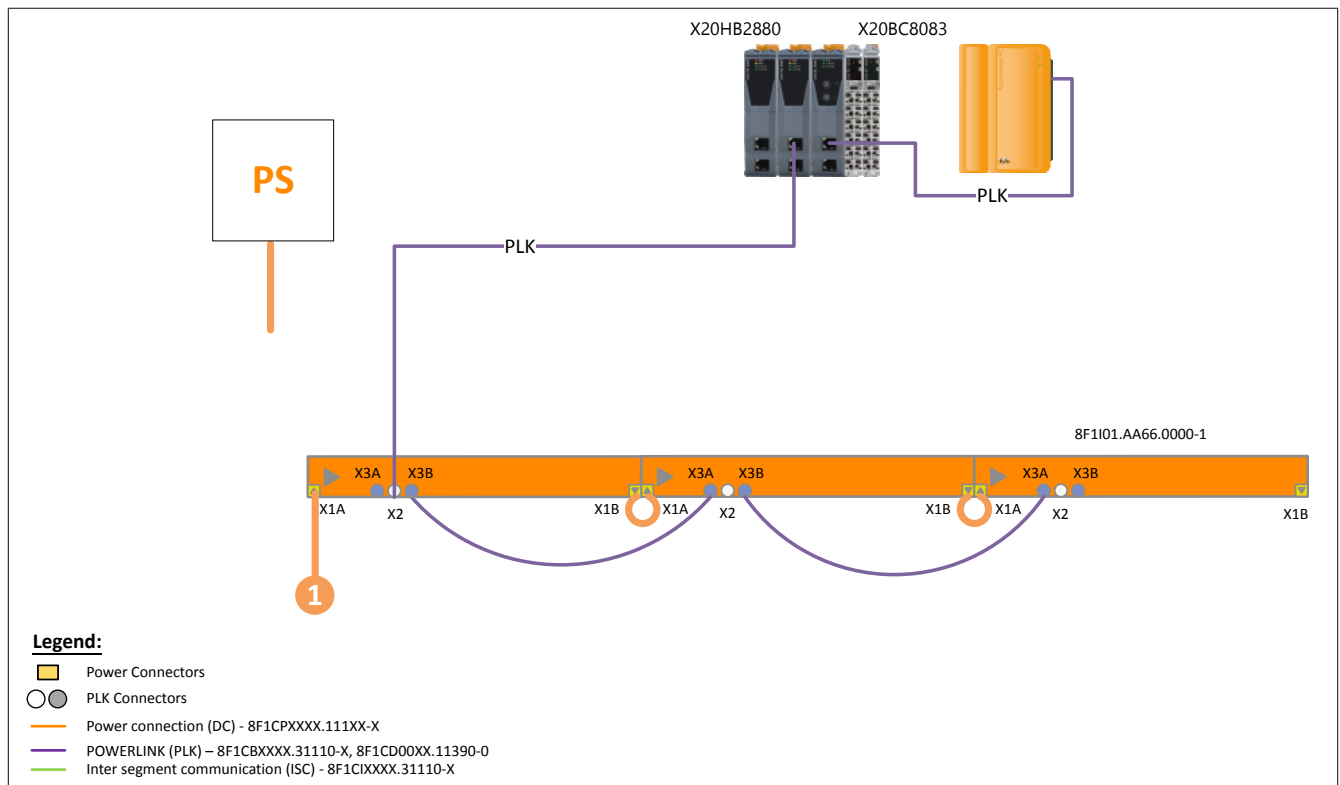 X20HB2880 X20BC8083
PS
PLK
PLK
8F1I01.AA66.0000-1
X3A X3B X3A X3B X3A X3B
X1A X2 X1B X1A X2 X1B X1A X2 X1B
1
Legend:
Power Connectors
PLK Connectors
Power connection (DC) - 8F1CPXXXX.111XX-X
POWERLINK (PLK) – 8F1CBXXXX.31110-X, 8F1CD00XX.11390-0
Inter segment communication (ISC) - 8F1CIXXXX.31110-X